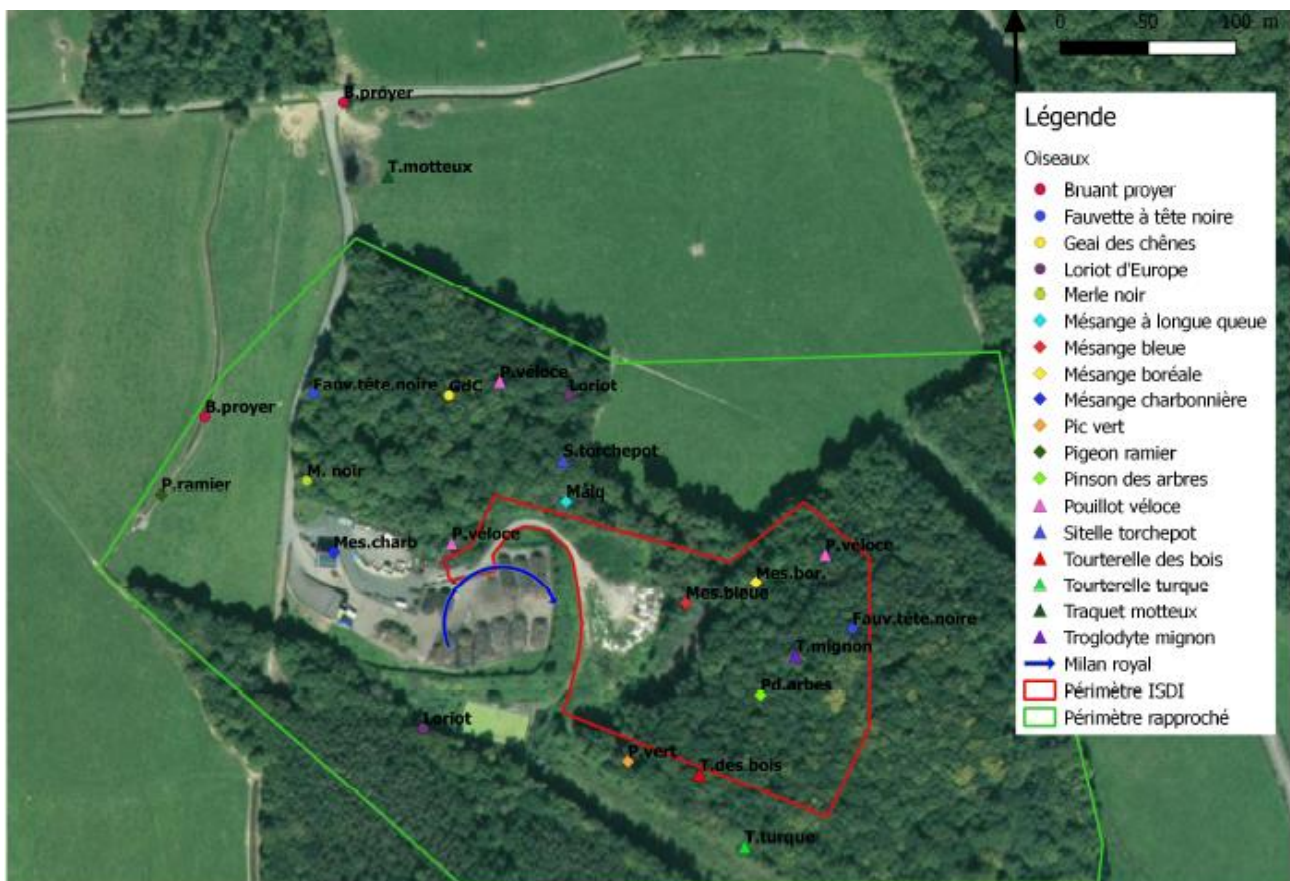 0 50 100 m
B.proyer
T.motteux
Légende
Oiseaux
Bruant proyer
Fauvette à tête noire
Geai des chênes
Loriot d'Europe
Merle noir
Mésange à longue queue
Mésange bleue
Mésange boréale
Mésange charbonnière
Pic vert
Pigeon ramier
Pinson des arbres
Pouillot véloce
Sitelle torchepot
Tourterelle des bois
Tourterelle turque
Traquet motteux
Troglodyte mignon
Milan royal
Périmètre ISDI
Périmètre rapproché
P.véloce
Fauv.tête.noire GdC Loriot
B.proyer
S.torchepot
M. noir
P.ramier
Màlq
P.véloce
Mes.charb
P.véloce
Mes.bor.
Mes.bleue
Fauv.tête.noire
T.mignon
Pd.arbes
Loriot
P.vert
T.des.bois
T.turque